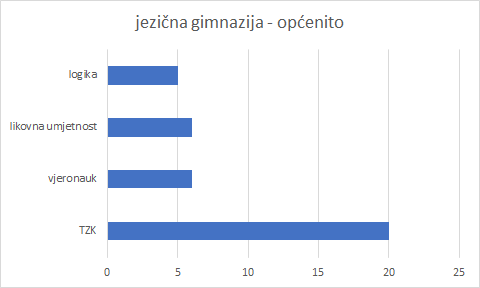 jezična gimnazija - općenito
logika
likovna umjetnost
vjeronauk
TZK
0 5 10 15 20 25